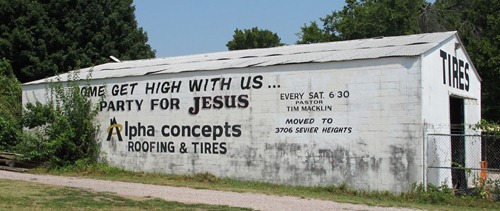 OME GET HIGH WITH US...
PARTY FOR JESUS
Alpha concepts
ROOFING & TIRES
EVERY SAT. 6 30
PASTOR
TIM MACKLIN
MOVED TO
3706 SEVIER HEIGHTS
TIRES